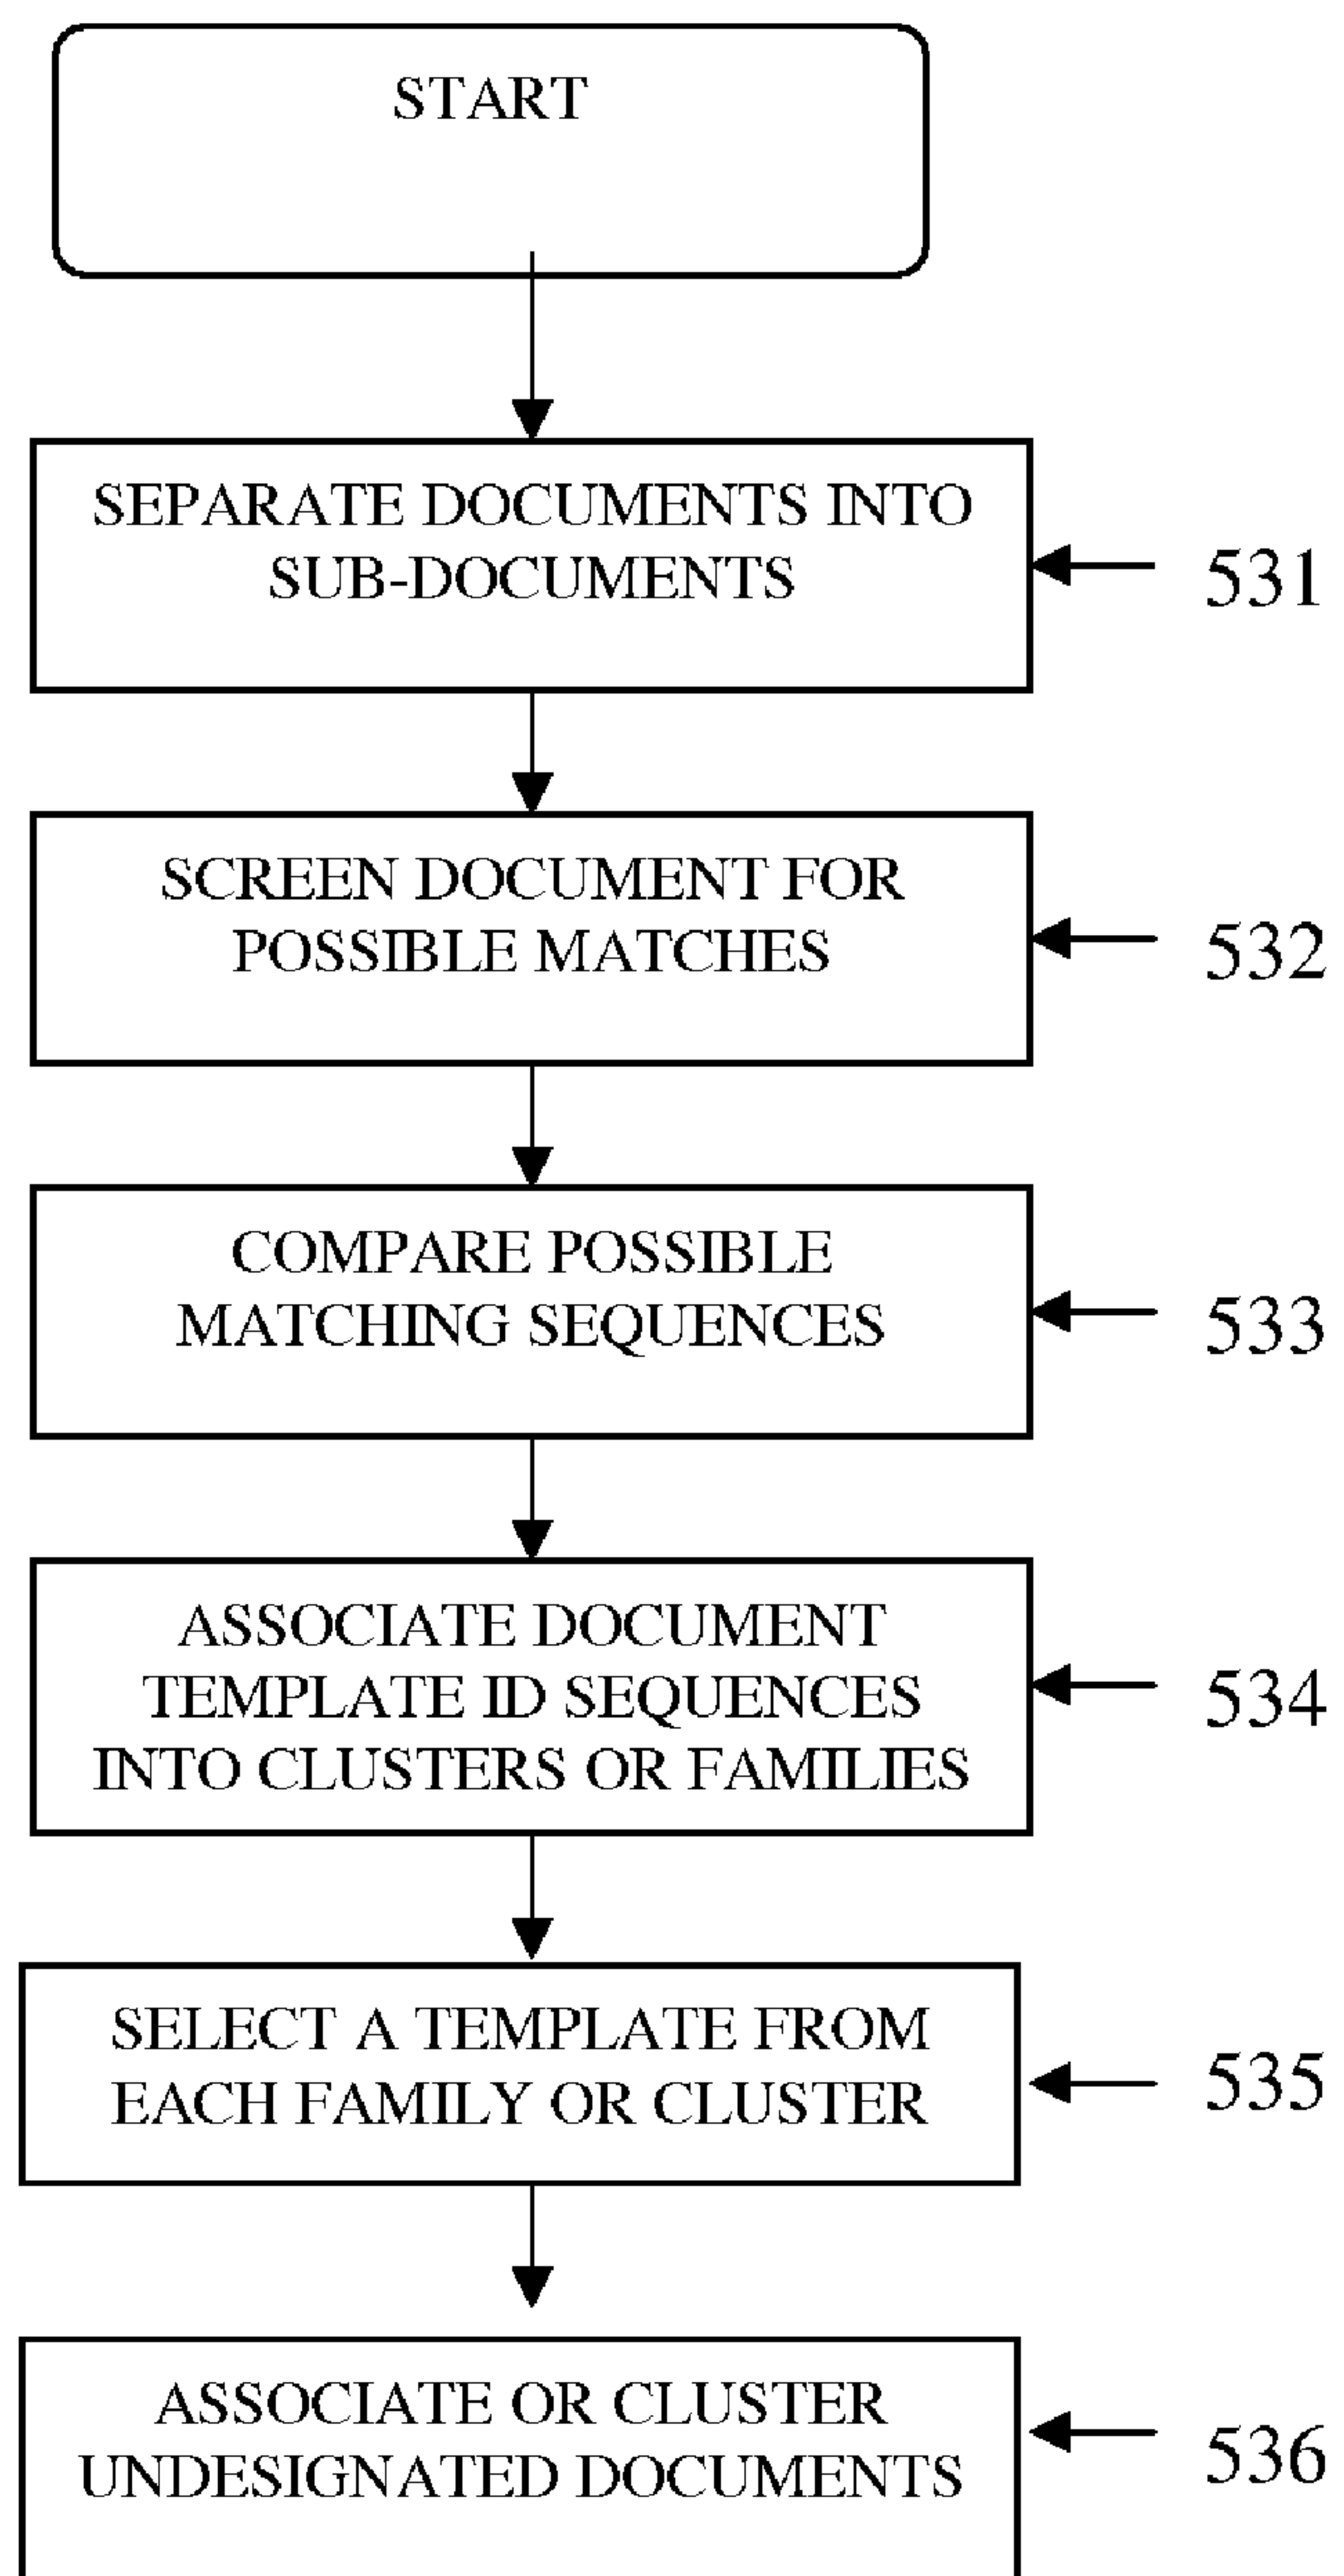 START
SEPARATE DOCUMENTS INTO
SUB-DOCUMENTS
531
SCREEN DOCUMENT FOR
POSSIBLE MATCHES
532
COMPARE POSSIBLE
MATCHING SEQUENCES
533
ASSOCIATE DOCUMENT
TEMPLATE ID SEQUENCES
INTO CLUSTERS OR FAMILIES
534
SELECT A TEMPLATE FROM
EACH FAMILY OR CLUSTER
535
ASSOCIATE OR CLUSTER
UNDESIGNATED DOCUMENTS
536